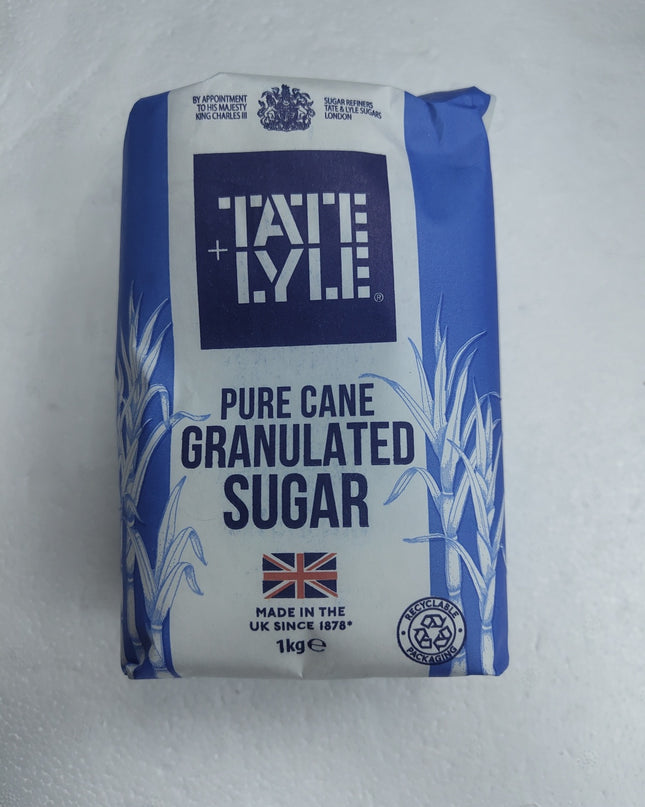 BY APPOINTMENT
TO HIS MAJESTY
KING CHARLES III
SUGAR REFINERS
TATE & LYLE SUGARS
LONDON
TATE
+LYLE®
PURE CANE
GRANULATED
SUGAR
MADE IN THE
UK SINCE 1878*
1kg℮
RECYCLABLE
PACKAGING